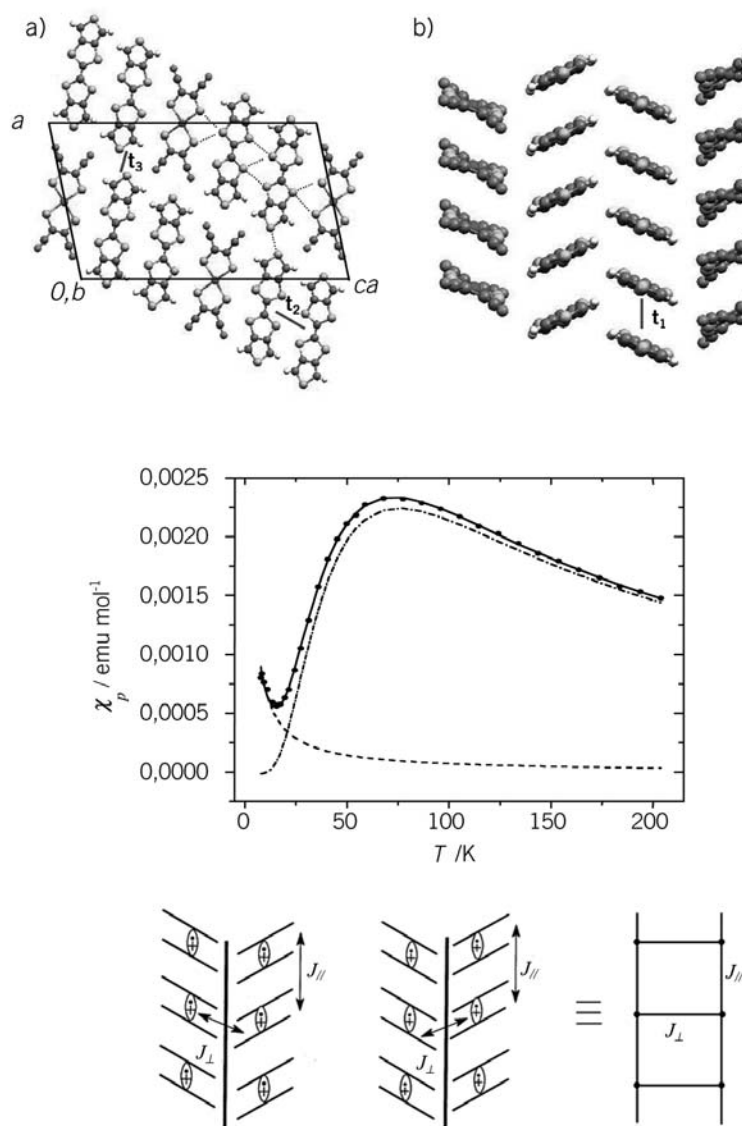 a)
b)
a
t₃
t₂
O,b
ca
t₁
0,0025
0,0020
0,0015
0,0010
0,0005
0,0000
χp / emu mol⁻¹
0
50
100
150
200
T /K
J//
J//
J//
J⊥
J⊥
J⊥